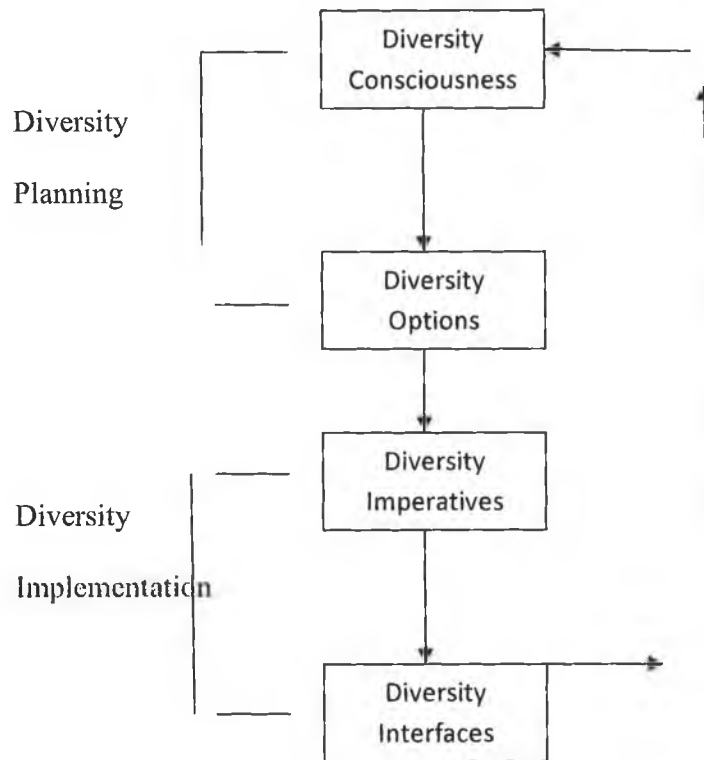 Diversity
Consciousness
Diversity
Planning
Diversity
Options
Diversity
Imperatives
Diversity
Implementation
Diversity
Interfaces